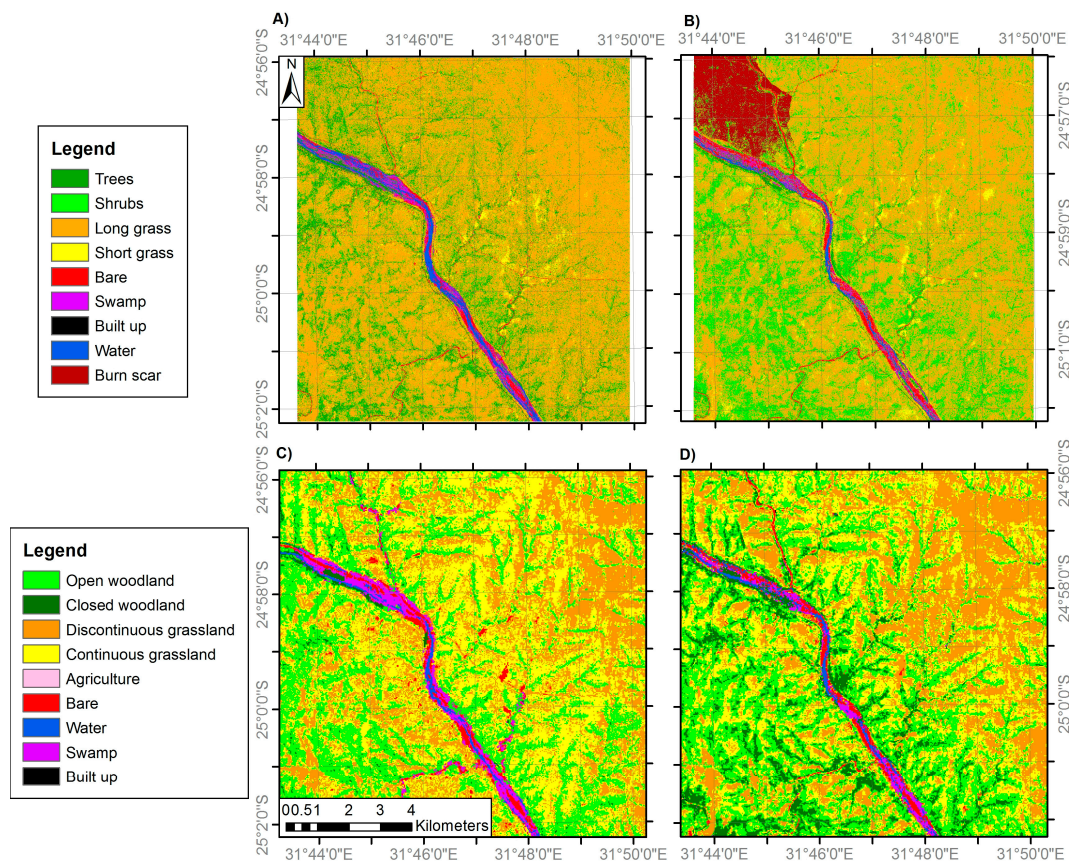 A)
B)
31°44'0"E 31°46'0"E 31°48'0"E 31°50'0"E
31°44'0"E 31°46'0"E 31°48'0"E 31°50'0"E
24°56'0"S
24°58'0"S
25°0'0"S
25°2'0"S
N
24°57'0"S
24°59'0"S
25°1'0"S
Legend
Trees
Shrubs
Long grass
Short grass
Bare
Swamp
Built up
Water
Burn scar
C)
D)
24°56'0"S
24°58'0"S
25°0'0"S
25°2'0"S
24°56'0"S
24°58'0"S
25°0'0"S
25°2'0"S
Legend
Open woodland
Closed woodland
Discontinuous grassland
Continuous grassland
Agriculture
Bare
Water
Swamp
Built up
00.51 2 3 4
Kilometers
31°44'0"E 31°46'0"E 31°48'0"E 31°50'0"E
31°44'0"E 31°46'0"E 31°48'0"E 31°50'0"E